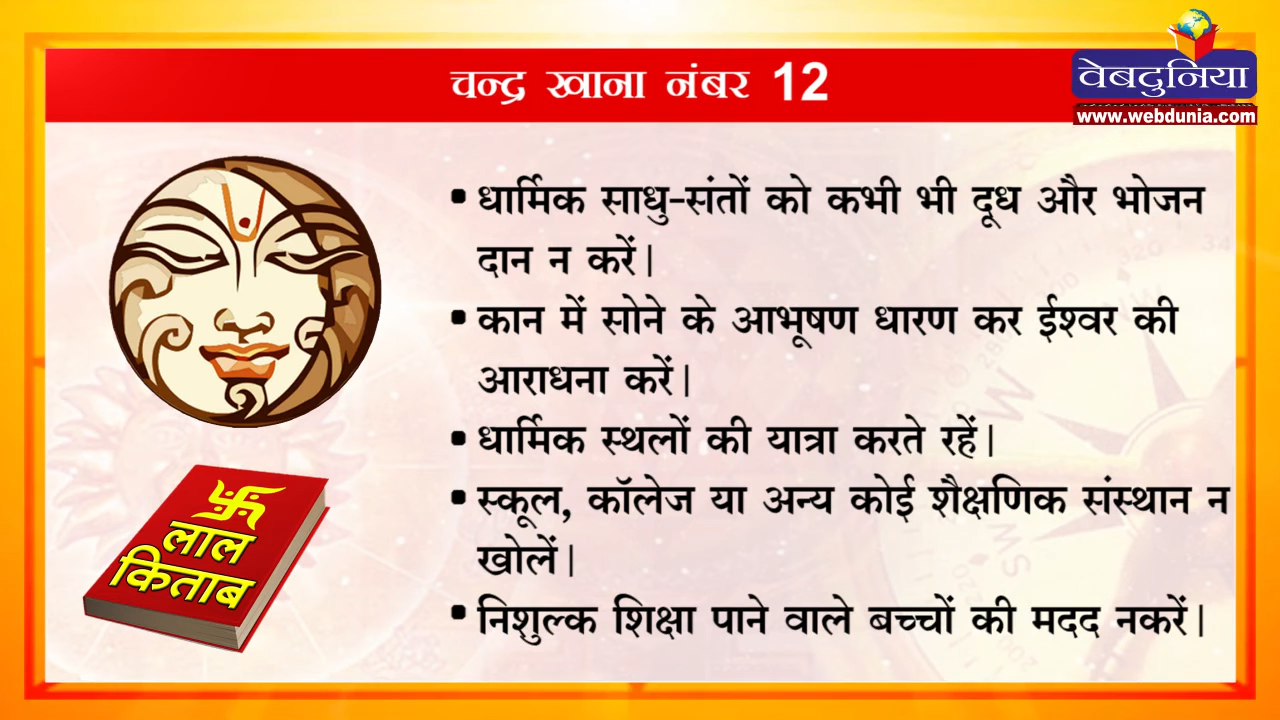 चन्द्र खाना नंबर 12
वेबदुनिया
www.webdunia.com
• धार्मिक साधु-संतों को कभी भी दूध और भोजन
दान न करें।
• कान में सोने के आभूषण धारण कर ईश्वर की
आराधना करें।
• धार्मिक स्थलों की यात्रा करते रहें।
• स्कूल, कॉलेज या अन्य कोई शैक्षणिक संस्थान न
खोलें।
• निशुल्क शिक्षा पाने वाले बच्चों की मदद नकरें।
लाल
किताब